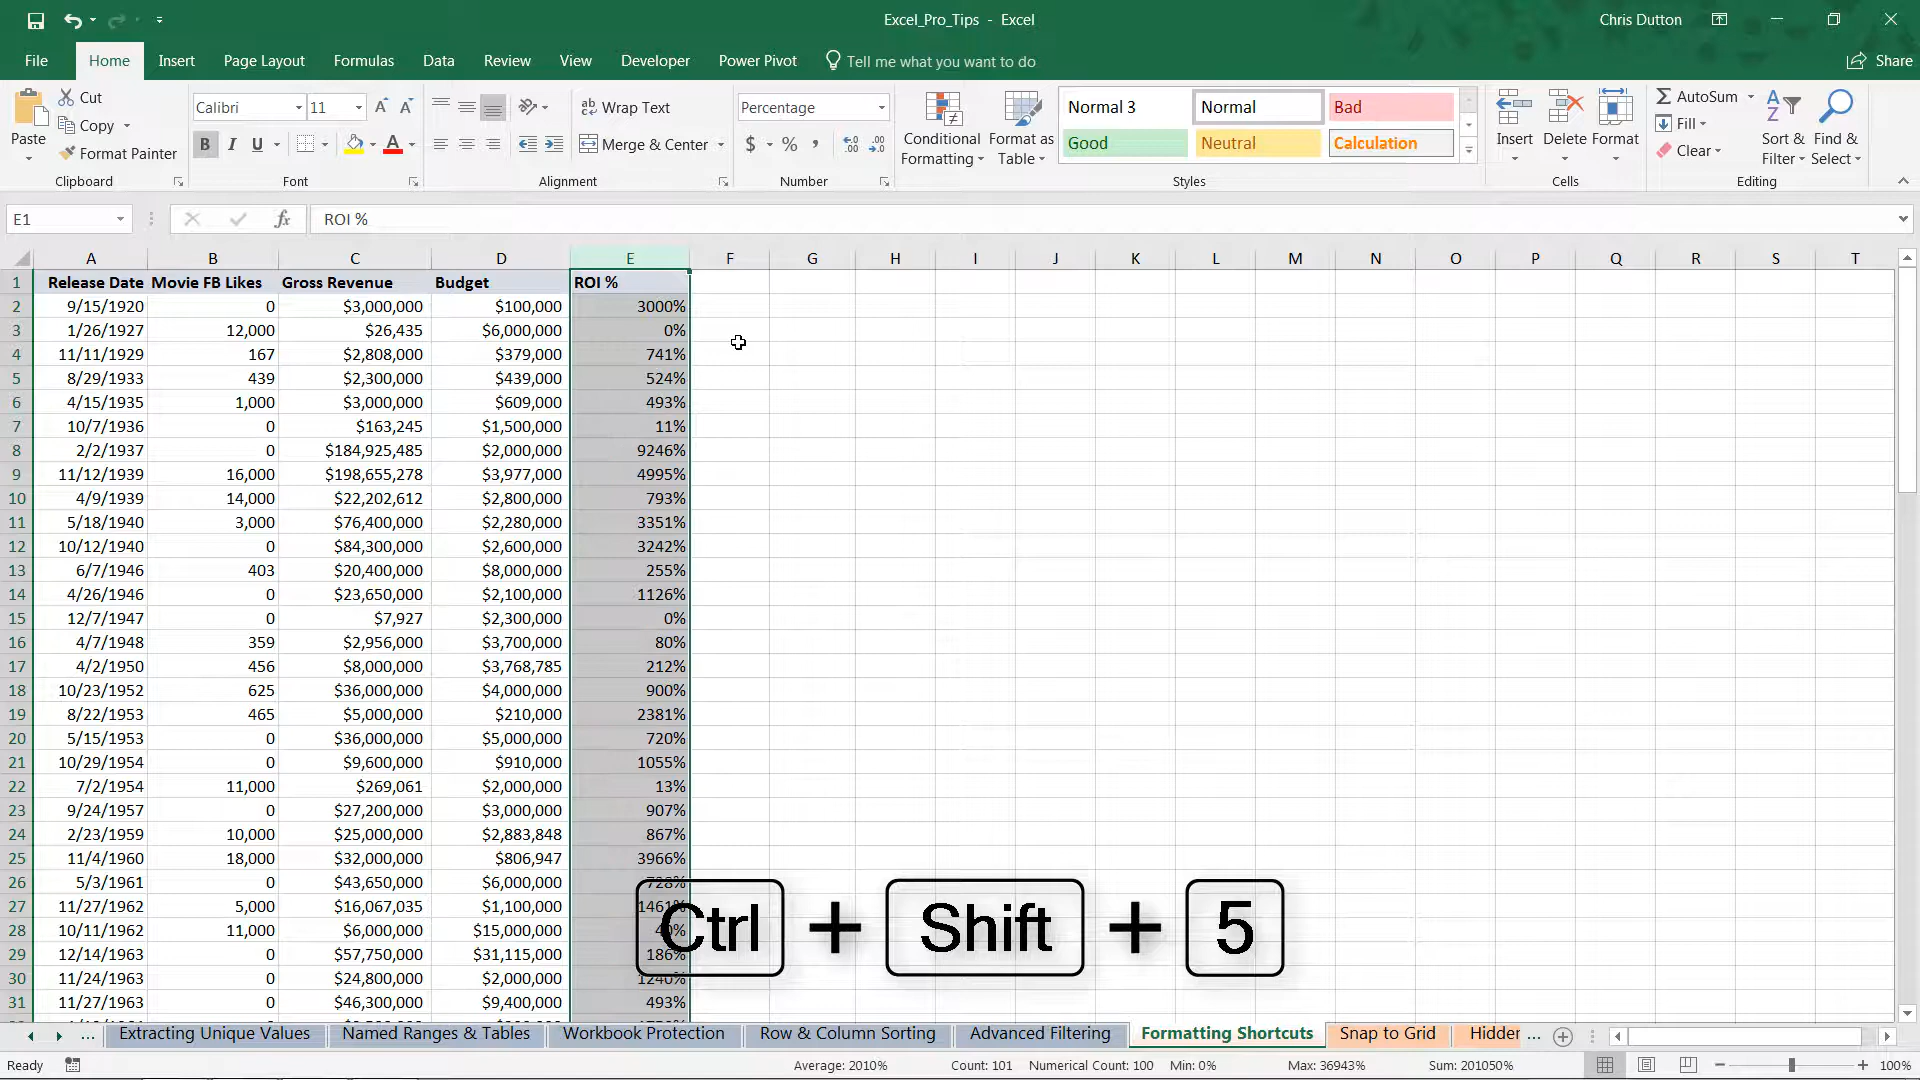 Excel_Pro_Tips - Excel
Chris Dutton
File Home Insert Page Layout Formulas Data Review View Developer Power Pivot Tell me what you want to do Share
Cut
Copy
Format Painter
Paste
Clipboard
Calibri 11
B I U A
Font
Wrap Text
Merge & Center
Alignment
Percentage
$ % ,
Number
Conditional Formatting
Format as Table
Normal 3 Normal Bad
Good Neutral Calculation
Styles
Insert Delete Format
Cells
AutoSum
Fill
Clear
Sort & Filter
Find & Select
Editing
E1 fx ROI %
A B C D E F G H I J K L M N O P Q R S T
1 Release Date Movie FB Likes Gross Revenue Budget ROI %
2 9/15/1920 0 $3,000,000 $100,000 3000%
3 1/26/1927 12,000 $26,435 $6,000,000 0%
4 11/11/1929 167 $2,808,000 $379,000 741%
5 8/29/1933 439 $2,300,000 $439,000 524%
6 4/15/1935 1,000 $3,000,000 $609,000 493%
7 10/7/1936 0 $163,245 $1,500,000 11%
8 2/2/1937 0 $184,925,485 $2,000,000 9246%
9 11/12/1939 16,000 $198,655,278 $3,977,000 4995%
10 4/9/1939 14,000 $22,202,612 $2,800,000 793%
11 5/18/1940 3,000 $76,400,000 $2,280,000 3351%
12 10/12/1940 0 $84,300,000 $2,600,000 3242%
13 6/7/1946 403 $20,400,000 $8,000,000 255%
14 4/26/1946 0 $23,650,000 $2,100,000 1126%
15 12/7/1947 0 $7,927 $2,300,000 0%
16 4/7/1948 359 $2,956,000 $3,700,000 80%
17 4/2/1950 456 $8,000,000 $3,768,785 212%
18 10/23/1952 625 $36,000,000 $4,000,000 900%
19 8/22/1953 465 $5,000,000 $210,000 2381%
20 5/15/1953 0 $36,000,000 $5,000,000 720%
21 10/29/1954 0 $9,600,000 $910,000 1055%
22 7/2/1954 11,000 $269,061 $2,000,000 13%
23 9/24/1957 0 $27,200,000 $3,000,000 907%
24 2/23/1959 10,000 $25,000,000 $2,883,848 867%
25 11/4/1960 18,000 $32,000,000 $806,947 3966%
26 5/3/1961 0 $43,650,000 $6,000,000 728%
27 11/27/1962 5,000 $16,067,035 $1,100,000 1461%
28 10/11/1962 11,000 $6,000,000 $15,000,000 40%
29 12/14/1963 0 $57,750,000 $31,115,000 186%
30 11/24/1963 0 $24,800,000 $2,000,000 1240%
31 11/27/1963 0 $46,300,000 $9,400,000 493%
Ctrl + Shift + 5
... Extracting Unique Values Named Ranges & Tables Workbook Protection Row & Column Sorting Advanced Filtering Formatting Shortcuts Snap to Grid Hidden ...
Ready Average: 2010% Count: 101 Numerical Count: 100 Min: 0% Max: 36943% Sum: 201050% 100%